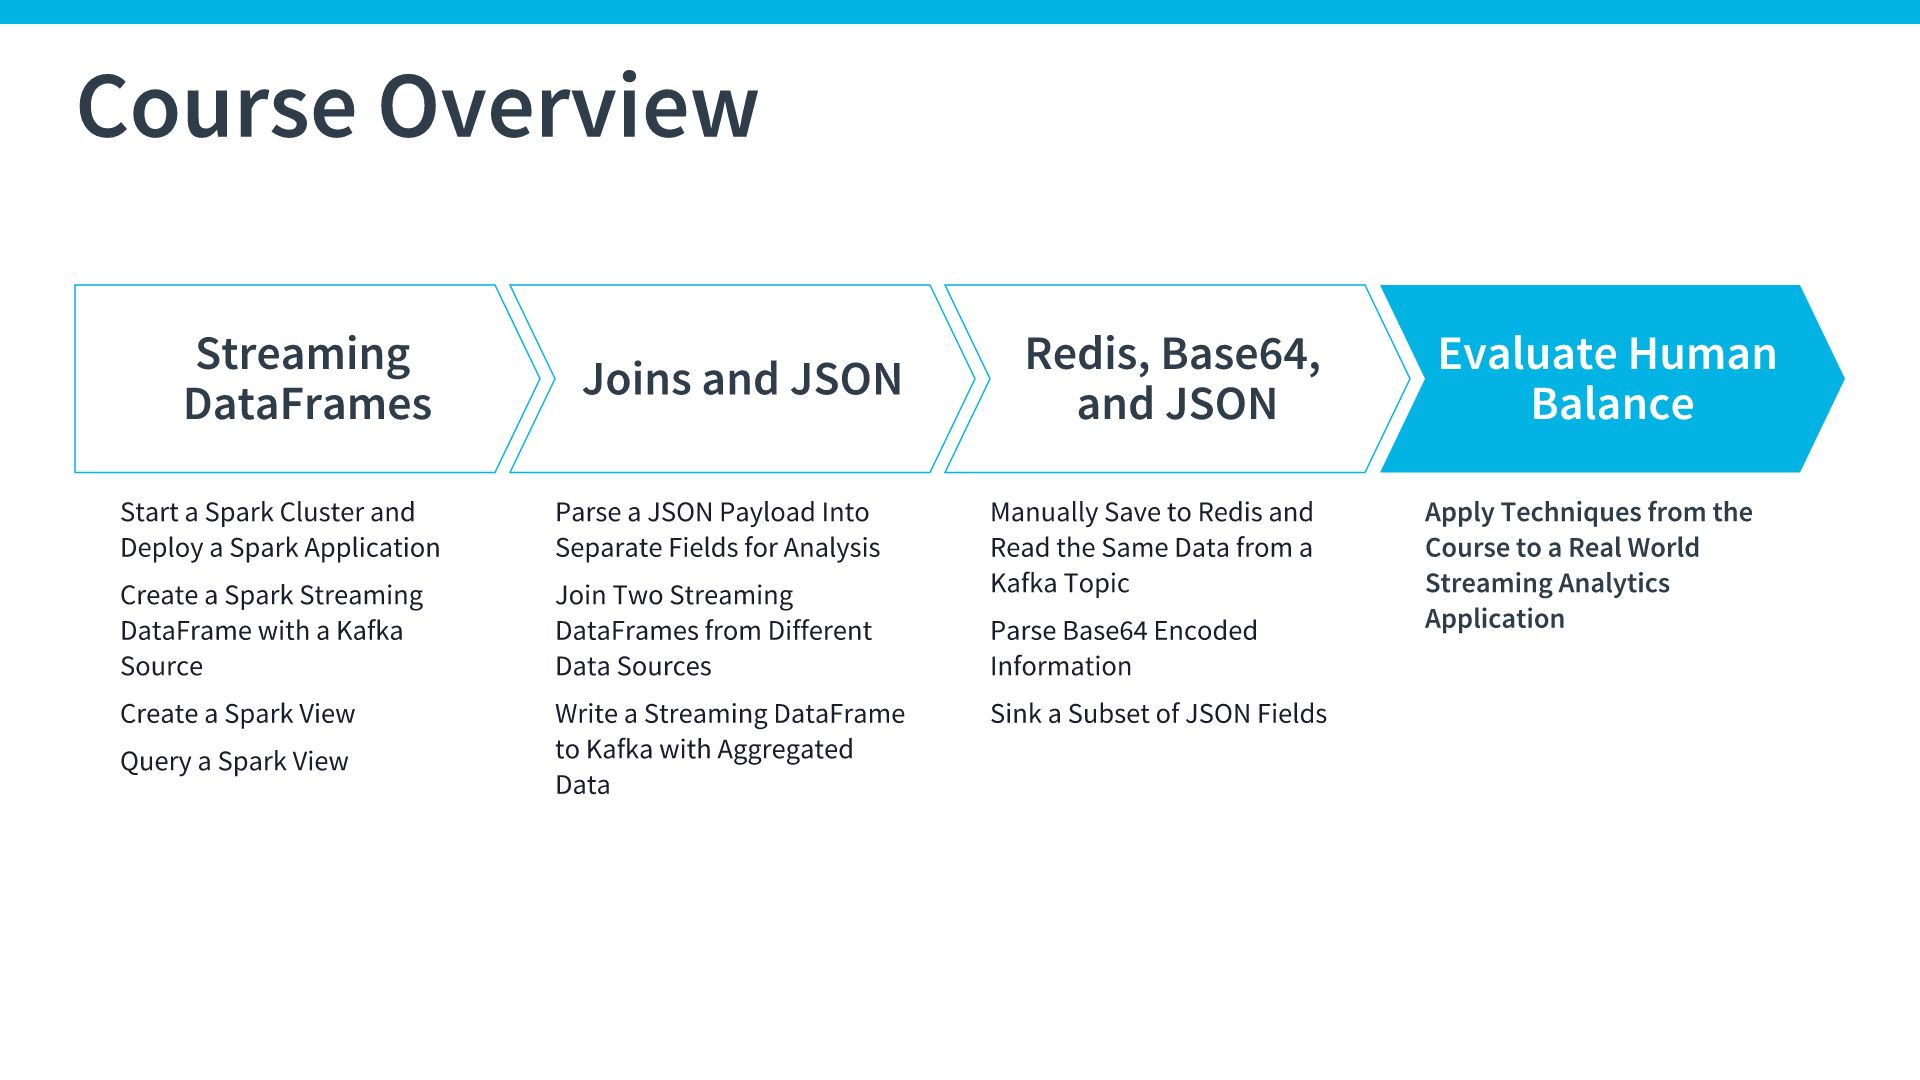 Course Overview
Streaming
DataFrames
Start a Spark Cluster and
Deploy a Spark Application
Create a Spark Streaming
DataFrame with a Kafka
Source
Create a Spark View
Query a Spark View
Joins and JSON
Parse a JSON Payload Into
Separate Fields for Analysis
Join Two Streaming
DataFrames from Different
Data Sources
Write a Streaming DataFrame
to Kafka with Aggregated
Data
Redis, Base64,
and JSON
Manually Save to Redis and
Read the Same Data from a
Kafka Topic
Parse Base64 Encoded
Information
Sink a Subset of JSON Fields
Evaluate Human
Balance
Apply Techniques from the
Course to a Real World
Streaming Analytics
Application